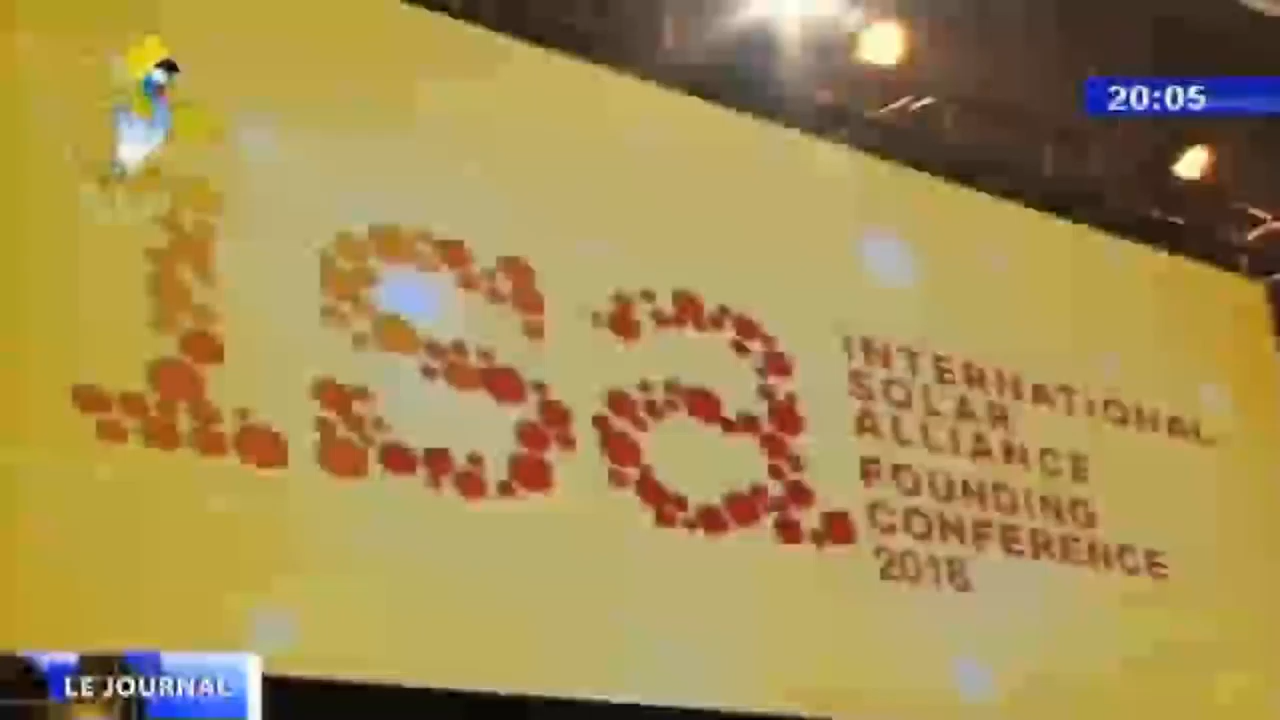 20:05
isa
INTERNATIONAL
SOLAR
ALLIANCE
FOUNDING
CONFERENCE
2018
LE JOURNAL